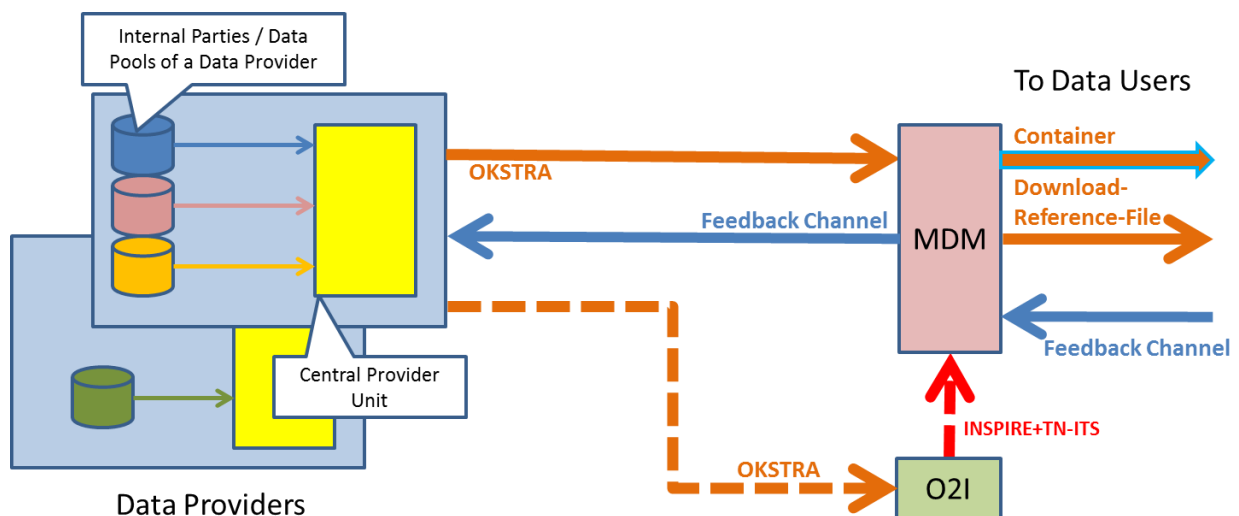 Internal Parties / Data
Pools of a Data Provider
To Data Users
Container
OKSTRA
Download-
Reference-File
Feedback Channel
MDM
Feedback Channel
Central Provider
Unit
INSPIRE+TN-ITS
OKSTRA
O2I
Data Providers